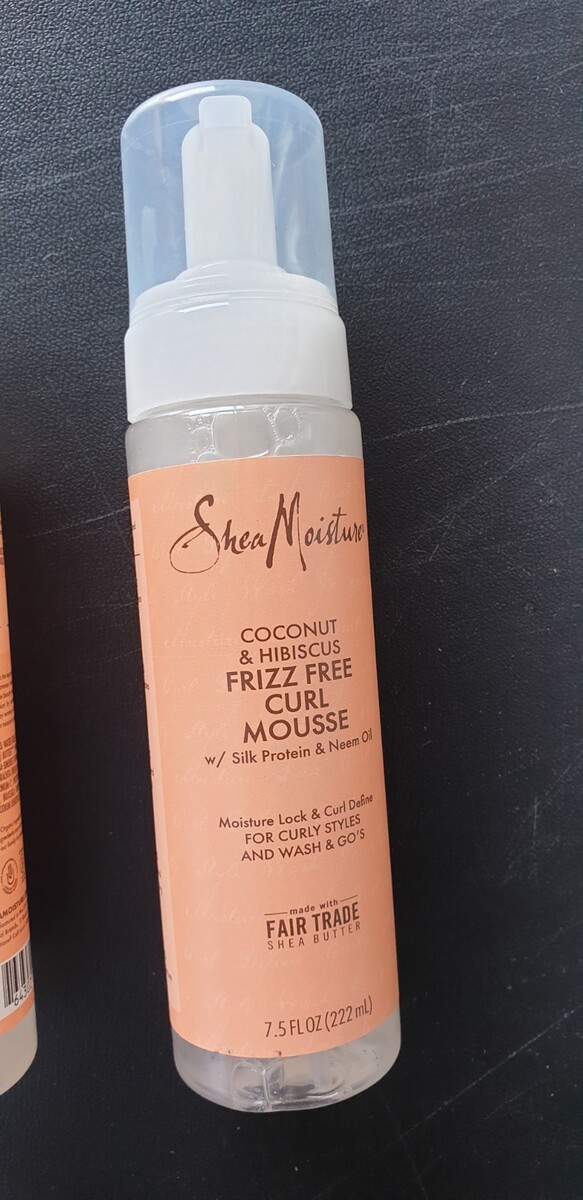 SheaMoisture
COCONUT
& HIBISCUS
FRIZZ FREE
CURL
MOUSSE
w/ Silk Protein & Neem Oil
Moisture Lock & Curl Define
FOR CURLY STYLES
AND WASH & GO'S
made with
FAIR TRADE
SHEA BUTTER
7.5 FL OZ (222 mL)